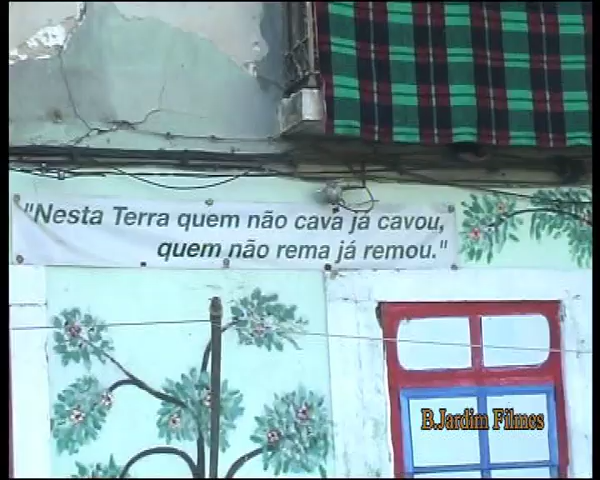 "Nesta Terra quem não cava já cavou,
quem não rema já remou."
B.Jardim Filmes